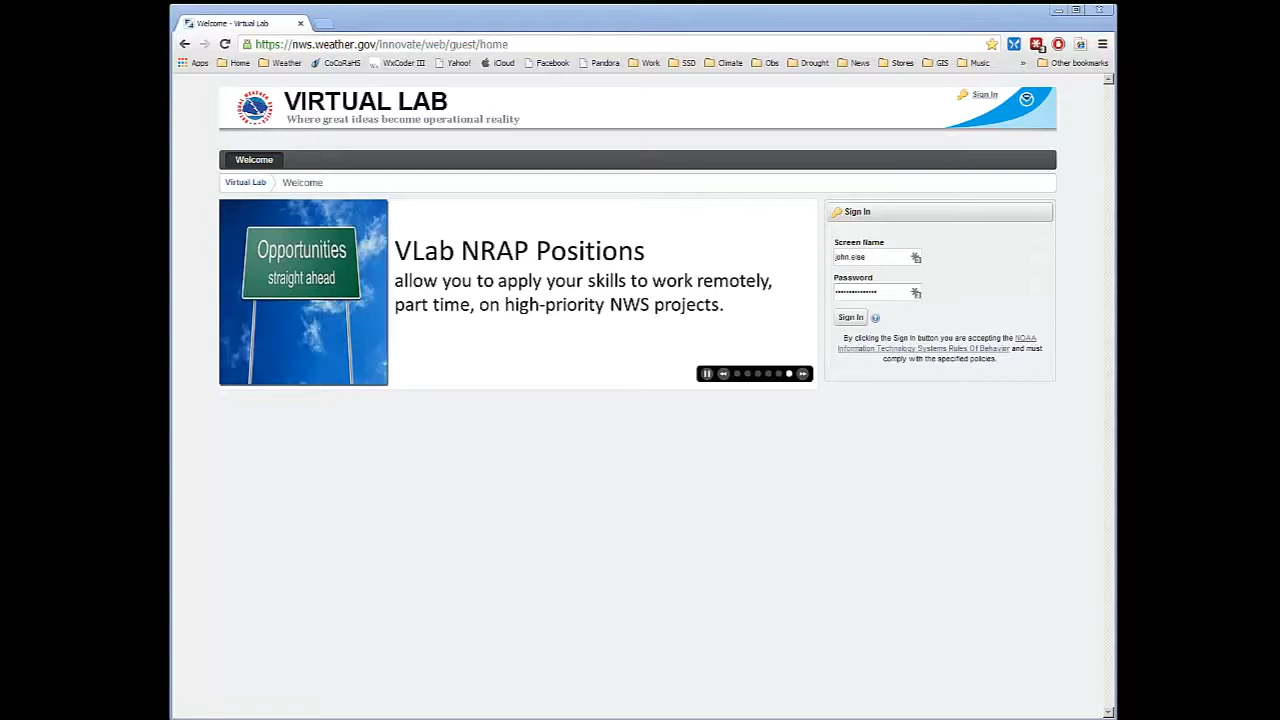 Welcome - Virtual Lab
https://nws.weather.gov/innovate/web/guest/home
Apps Home Weather CoCoRaHS WxCoder III Yahoo! iCloud Facebook Pandora Work SSD Climate Obs Drought News Stores GIS Music » Other bookmarks
VIRTUAL LAB
Where great ideas become operational reality
Sign In
Welcome
Virtual Lab Welcome
Opportunities
straight ahead
VLab NRAP Positions
allow you to apply your skills to work remotely,
part time, on high-priority NWS projects.
Sign In
Screen Name
john.eise
Password
Sign In
By clicking the Sign In button you are accepting the NOAA
Information Technology Systems Rules Of Behavior and must
comply with the specified policies.